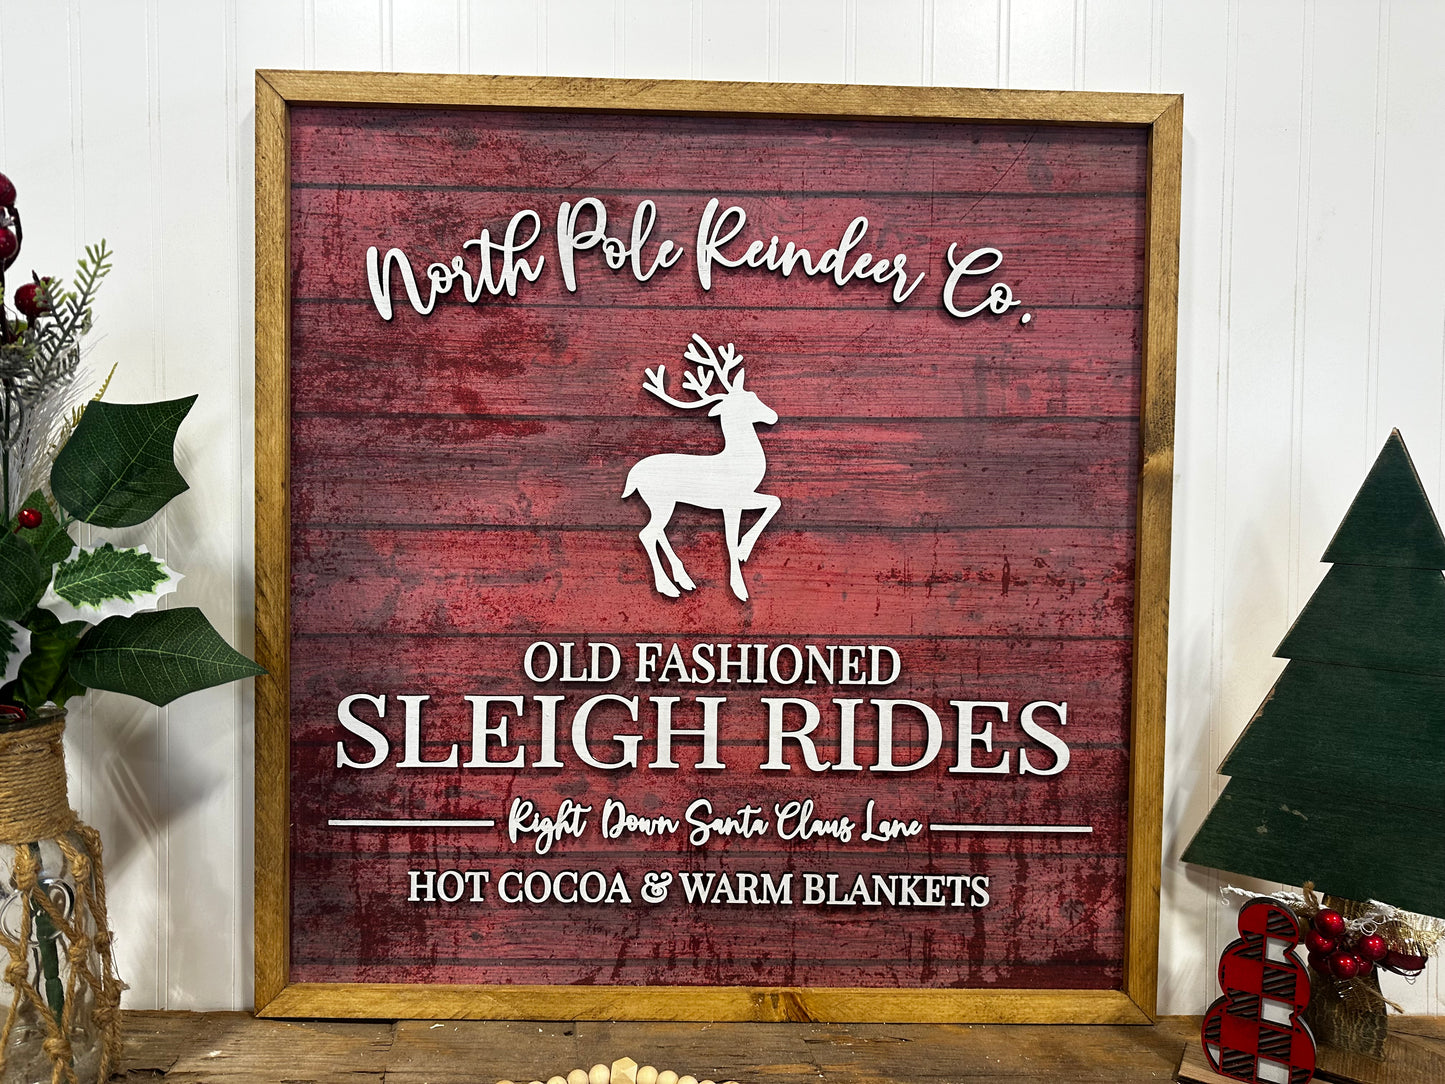 North Pole Reindeer Co.
OLD FASHIONED
SLEIGH RIDES
Right Down Santa Claus Lane
HOT COCOA & WARM BLANKETS